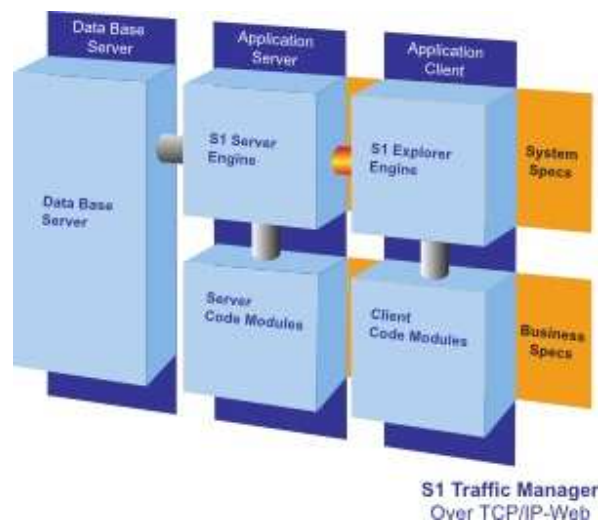 Data Base
Server
Application
Server
Application
Client
S1 Server
Engine
S1 Explorer
Engine
System
Specs
Data Base
Server
Server
Code Modules
Client
Code Modules
Business
Specs
S1 Traffic Manager
Over TCP/IP-Web